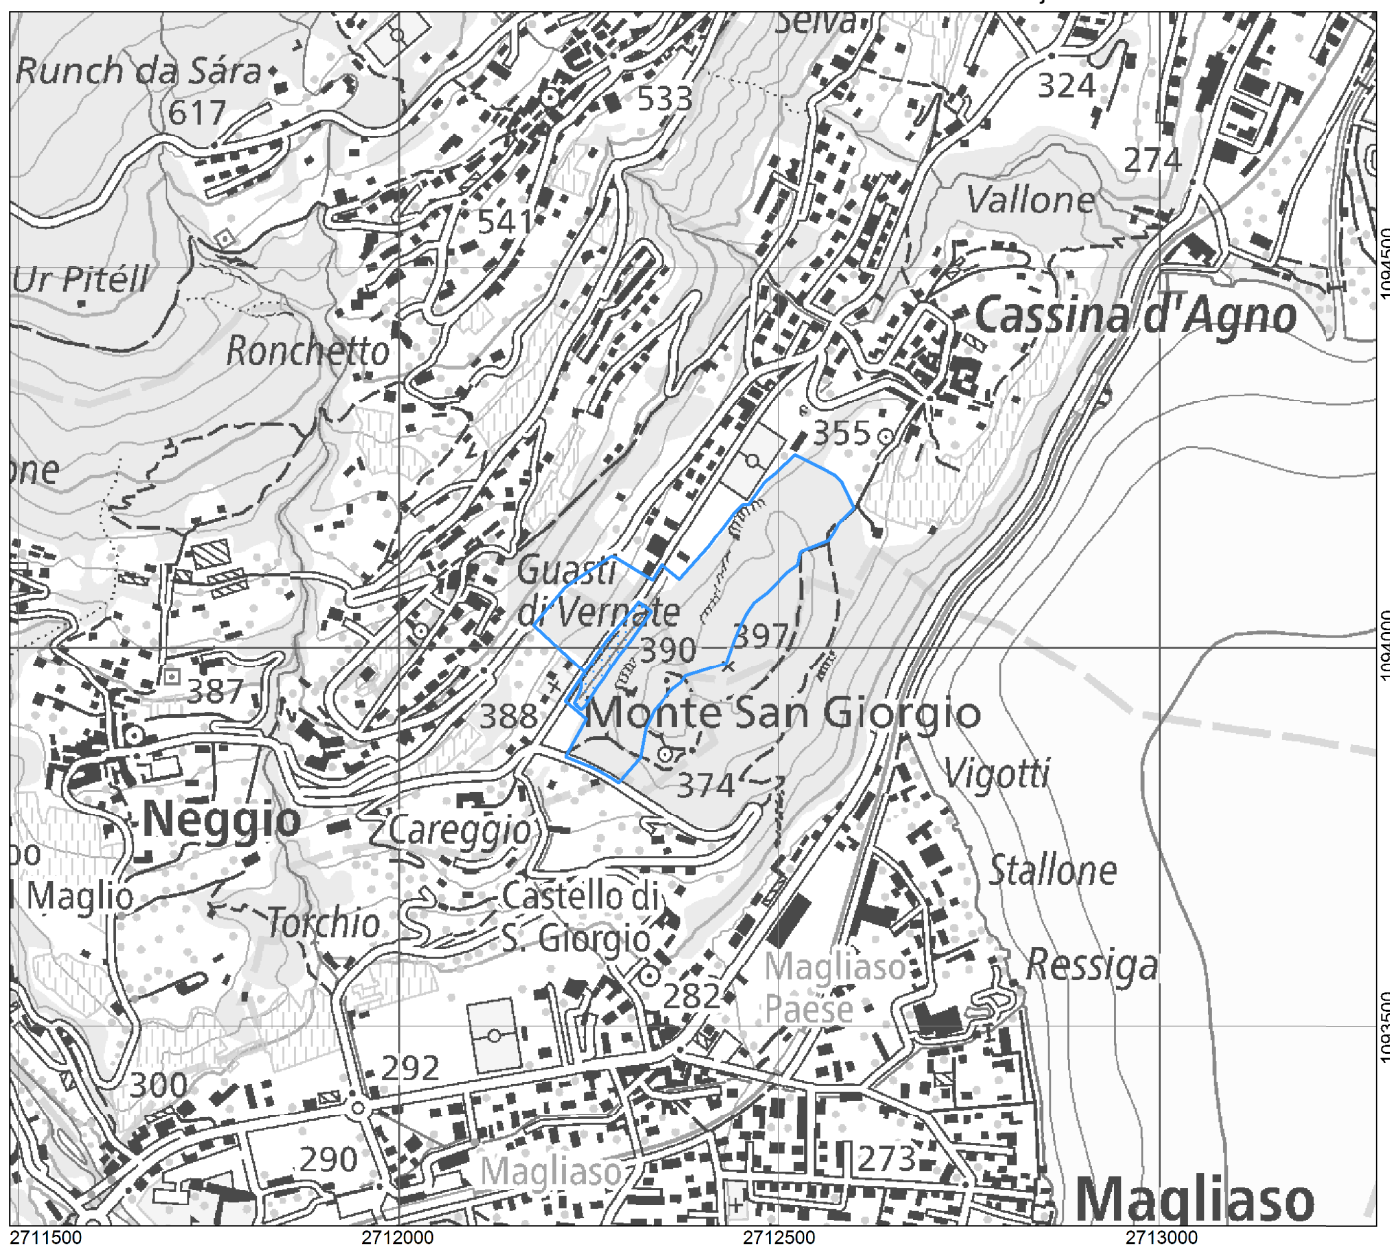 Selva
Runch da Sára
617
533
324
274
Vallone
541
Ur Pitéll
1094500
Cassina d'Agno
Ronchetto
355
one
Guasti
di Vernate
390
397
1094000
387
388
Monte San Giorgio
374
Vigotti
Neggio
Careggio
oo
l Maglio
Stallone
Castello di
S. Giorgio
Torchio
Magliaso
Paese
Ressiga
282
1093500
292
300
290
Magliaso
273
Magliaso
2711500
2712000
2712500
2713000